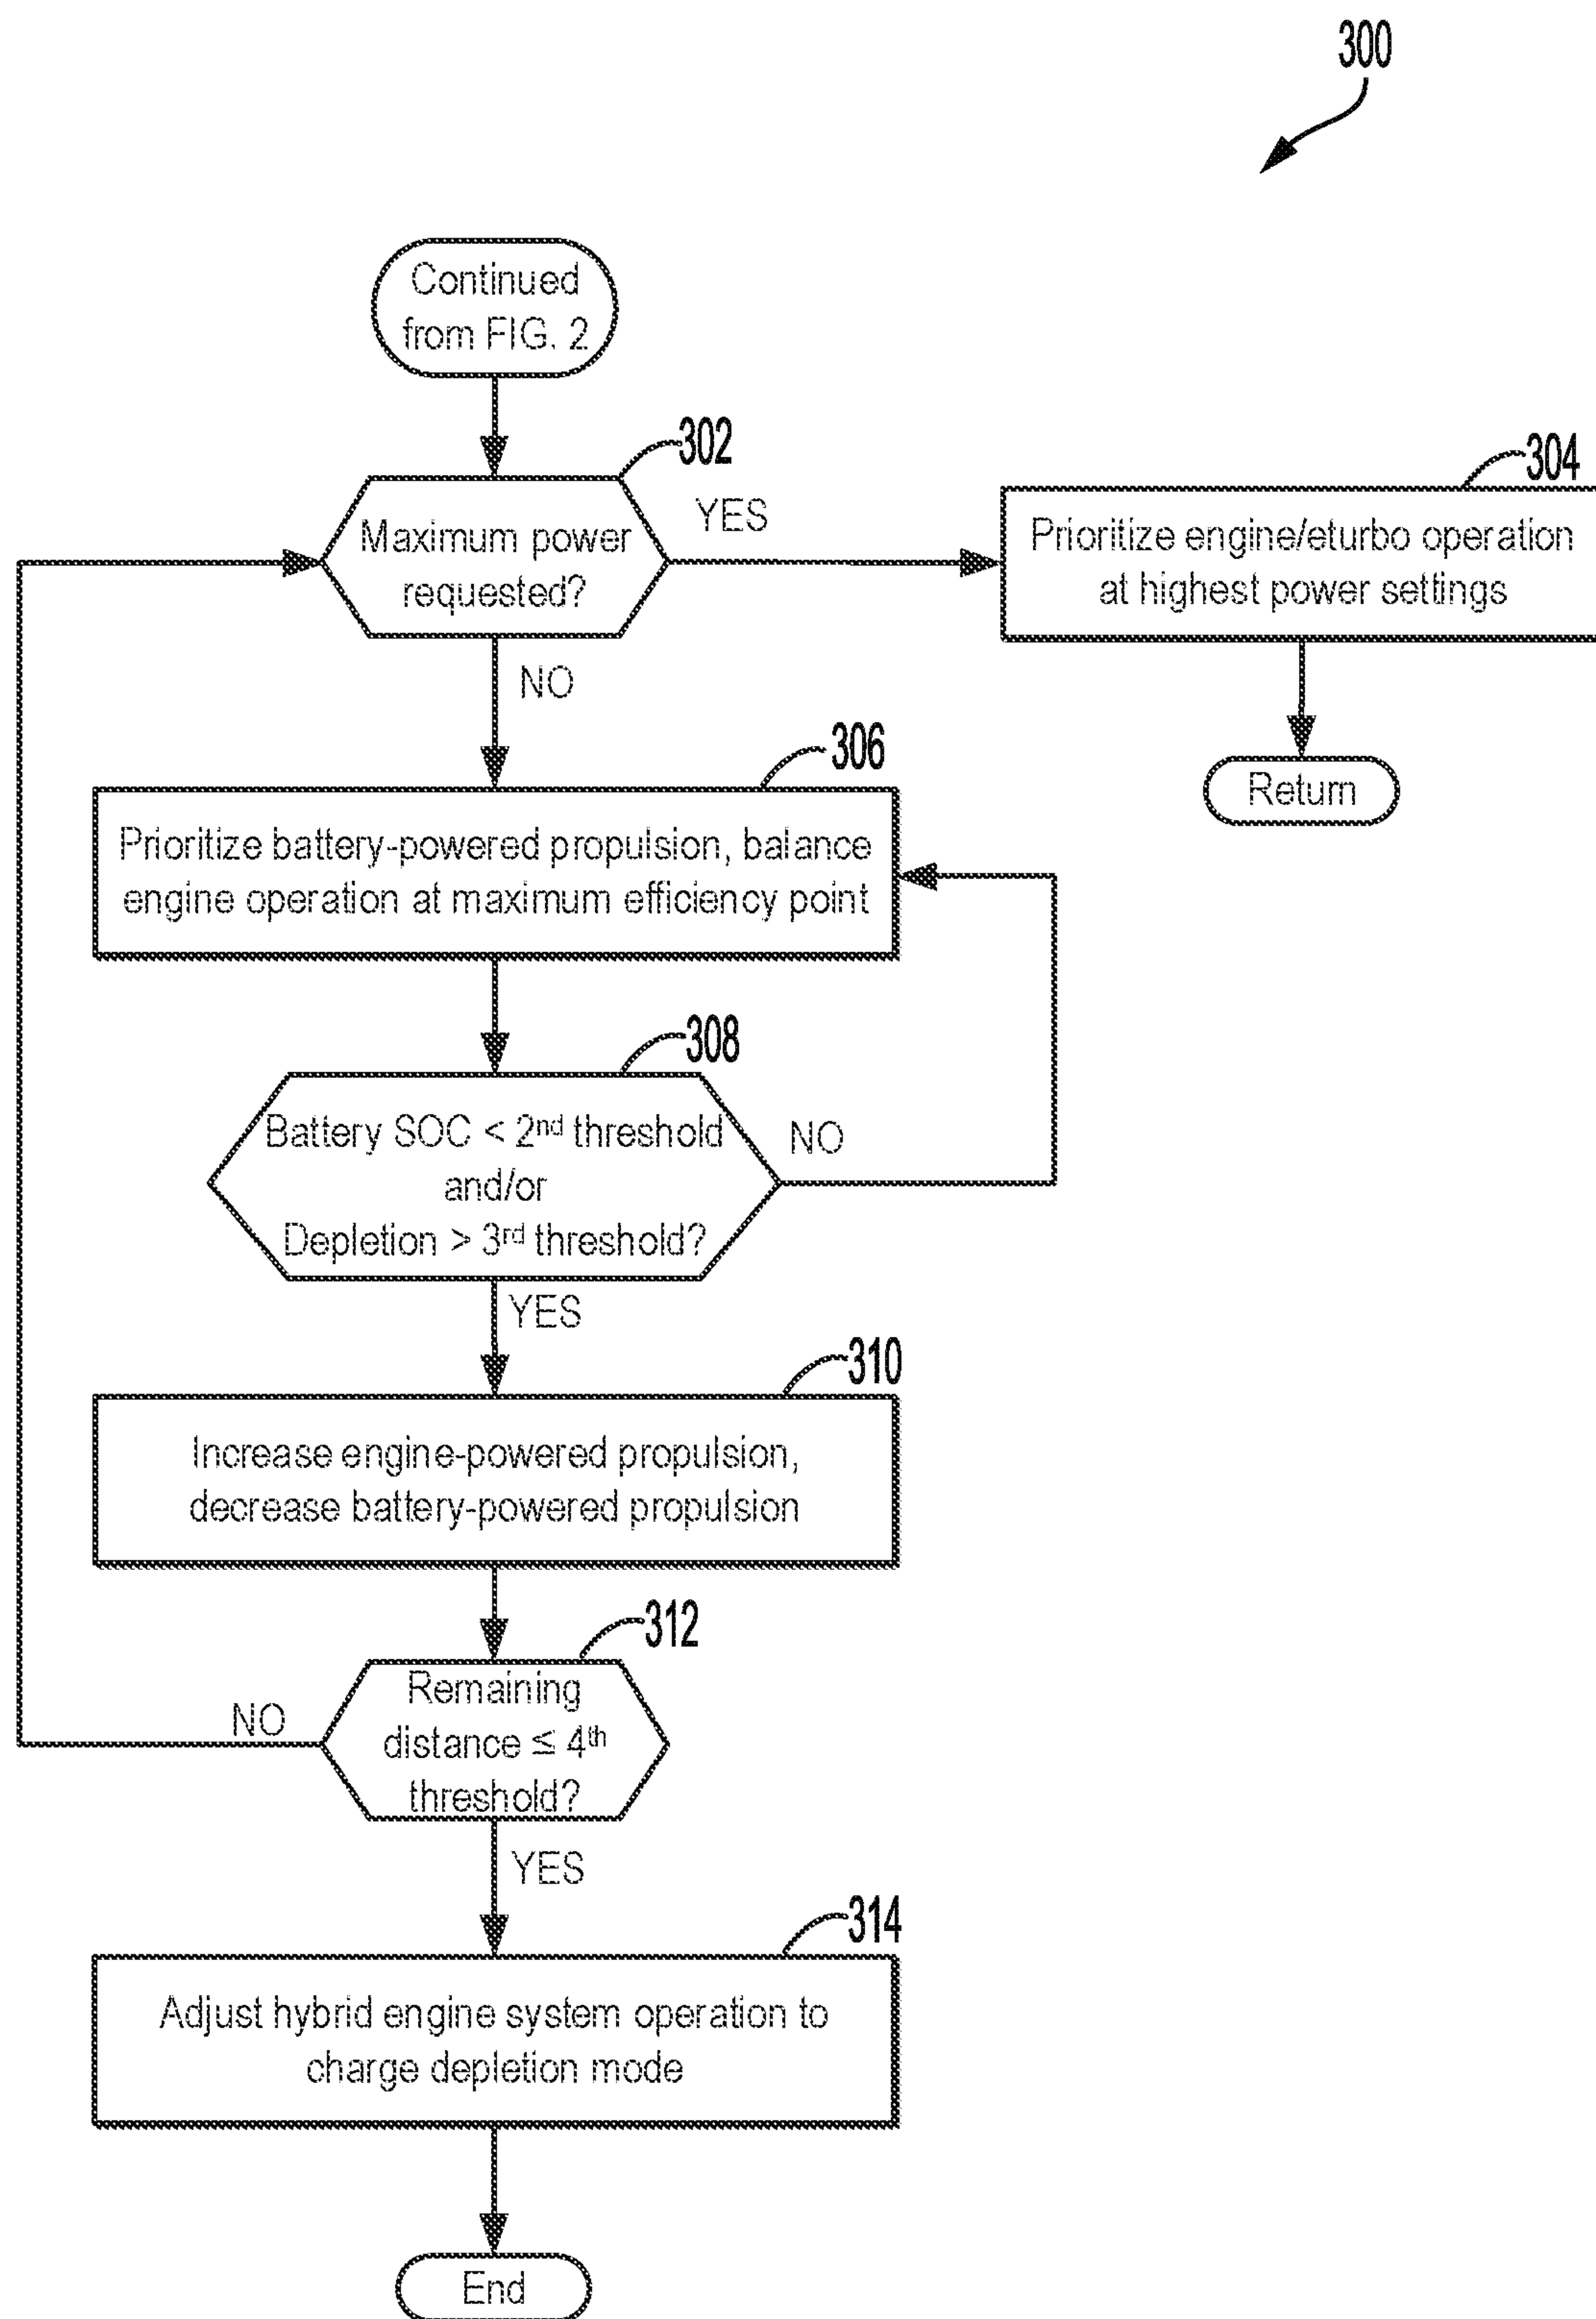 300
Continued
from FIG. 2
302
Maximum power
requested?
YES
304
Prioritize engine/eturbo operation
at highest power settings
Return
NO
306
Prioritize battery-powered propulsion, balance
engine operation at maximum efficiency point
308
Battery SOC < 2nd threshold
and/or
Depletion > 3rd threshold?
NO
YES
310
Increase engine-powered propulsion,
decrease battery-powered propulsion
312
Remaining
distance ≤ 4th
threshold?
NO
YES
314
Adjust hybrid engine system operation to
charge depletion mode
End